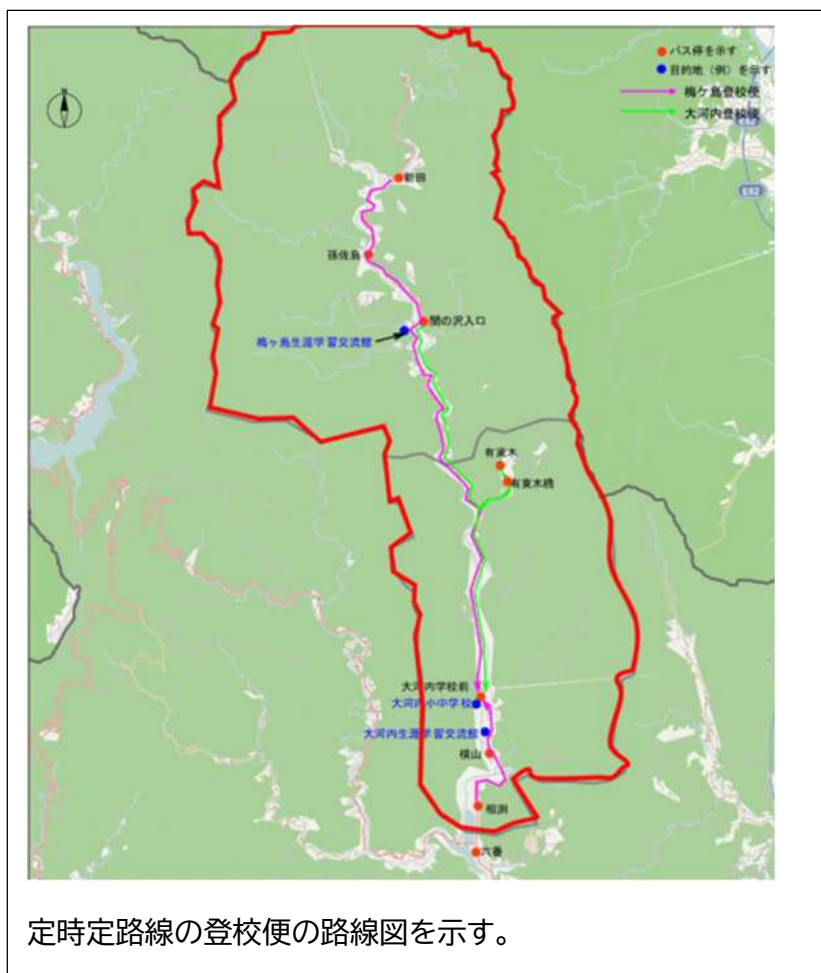 N
バス停を示す
目的地（例）を示す
梅ケ島登校便
大河内登校便
E52
E52
新田
孫佐島
関の沢入口
梅ヶ島生涯学習交流館
有東木
有東木橋
大河内学校前
大河内小中学校
大河内生涯学習交流館
横山
相渕
六番
定時定路線の登校便の路線図を示す。